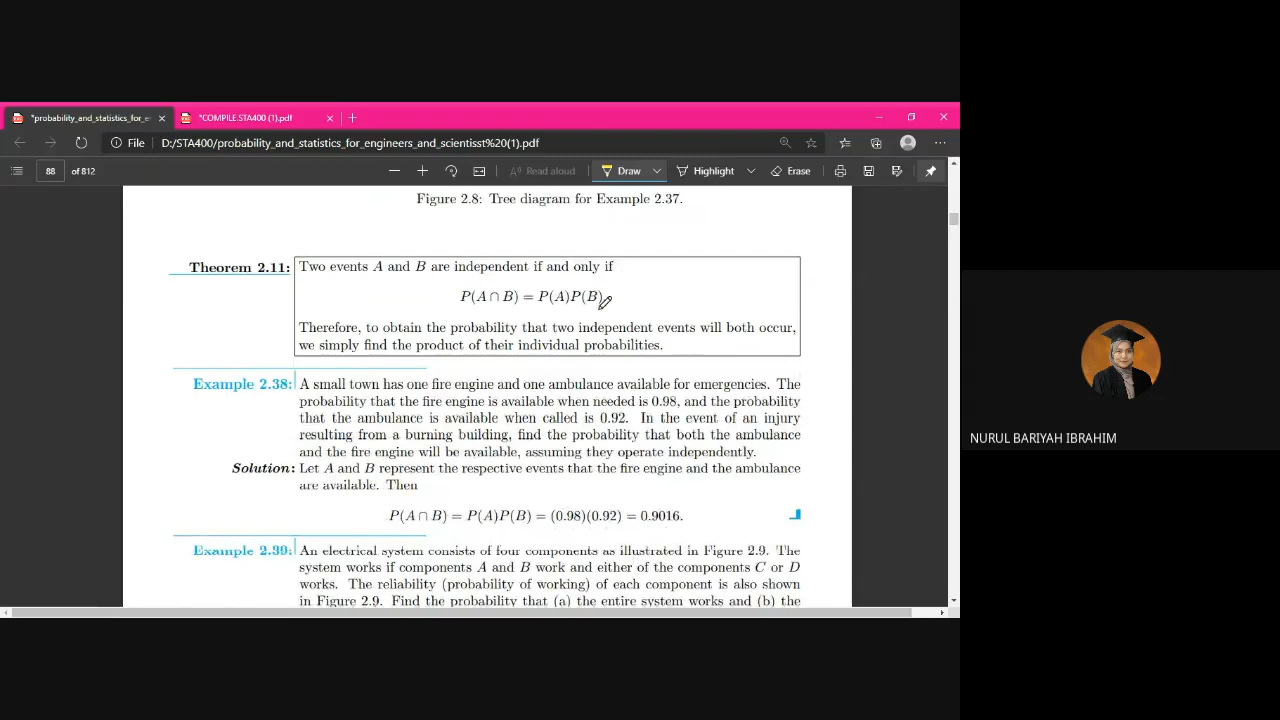 *probability_and_statistics_for_e
*COMPILE.STA400 (1).pdf
File D:/STA400/probability_and_statistics_for_engineers_and_scientisst%20(1).pdf
88 of 812 Read aloud Draw Highlight Erase
Figure 2.8: Tree diagram for Example 2.37.
Theorem 2.11: Two events A and B are independent if and only if
P(A ∩ B) = P(A)P(B)
Therefore, to obtain the probability that two independent events will both occur,
we simply find the product of their individual probabilities.
Example 2.38: A small town has one fire engine and one ambulance available for emergencies. The
probability that the fire engine is available when needed is 0.98, and the probability
that the ambulance is available when called is 0.92. In the event of an injury
resulting from a burning building, find the probability that both the ambulance
and the fire engine will be available, assuming they operate independently.
Solution: Let A and B represent the respective events that the fire engine and the ambulance
are available. Then
P(A ∩ B) = P(A)P(B) = (0.98)(0.92) = 0.9016.
Example 2.39: An electrical system consists of four components as illustrated in Figure 2.9. The
system works if components A and B work and either of the components C or D
works. The reliability (probability of working) of each component is also shown
in Figure 2.9. Find the probability that (a) the entire system works and (b) the
NURUL BARIYAH IBRAHIM